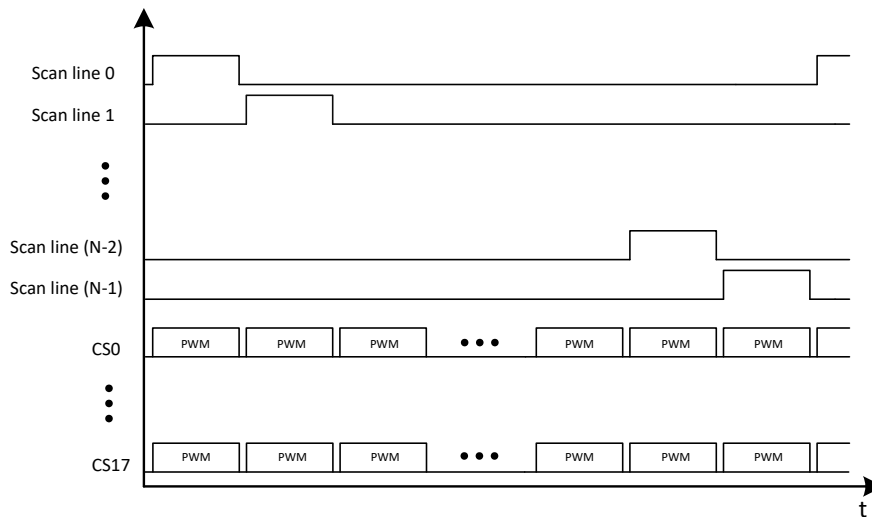 Scan line 0
Scan line 1
Scan line (N-2)
Scan line (N-1)
CS0
PWM PWM PWM PWM PWM PWM
CS17
PWM PWM PWM PWM PWM PWM
t